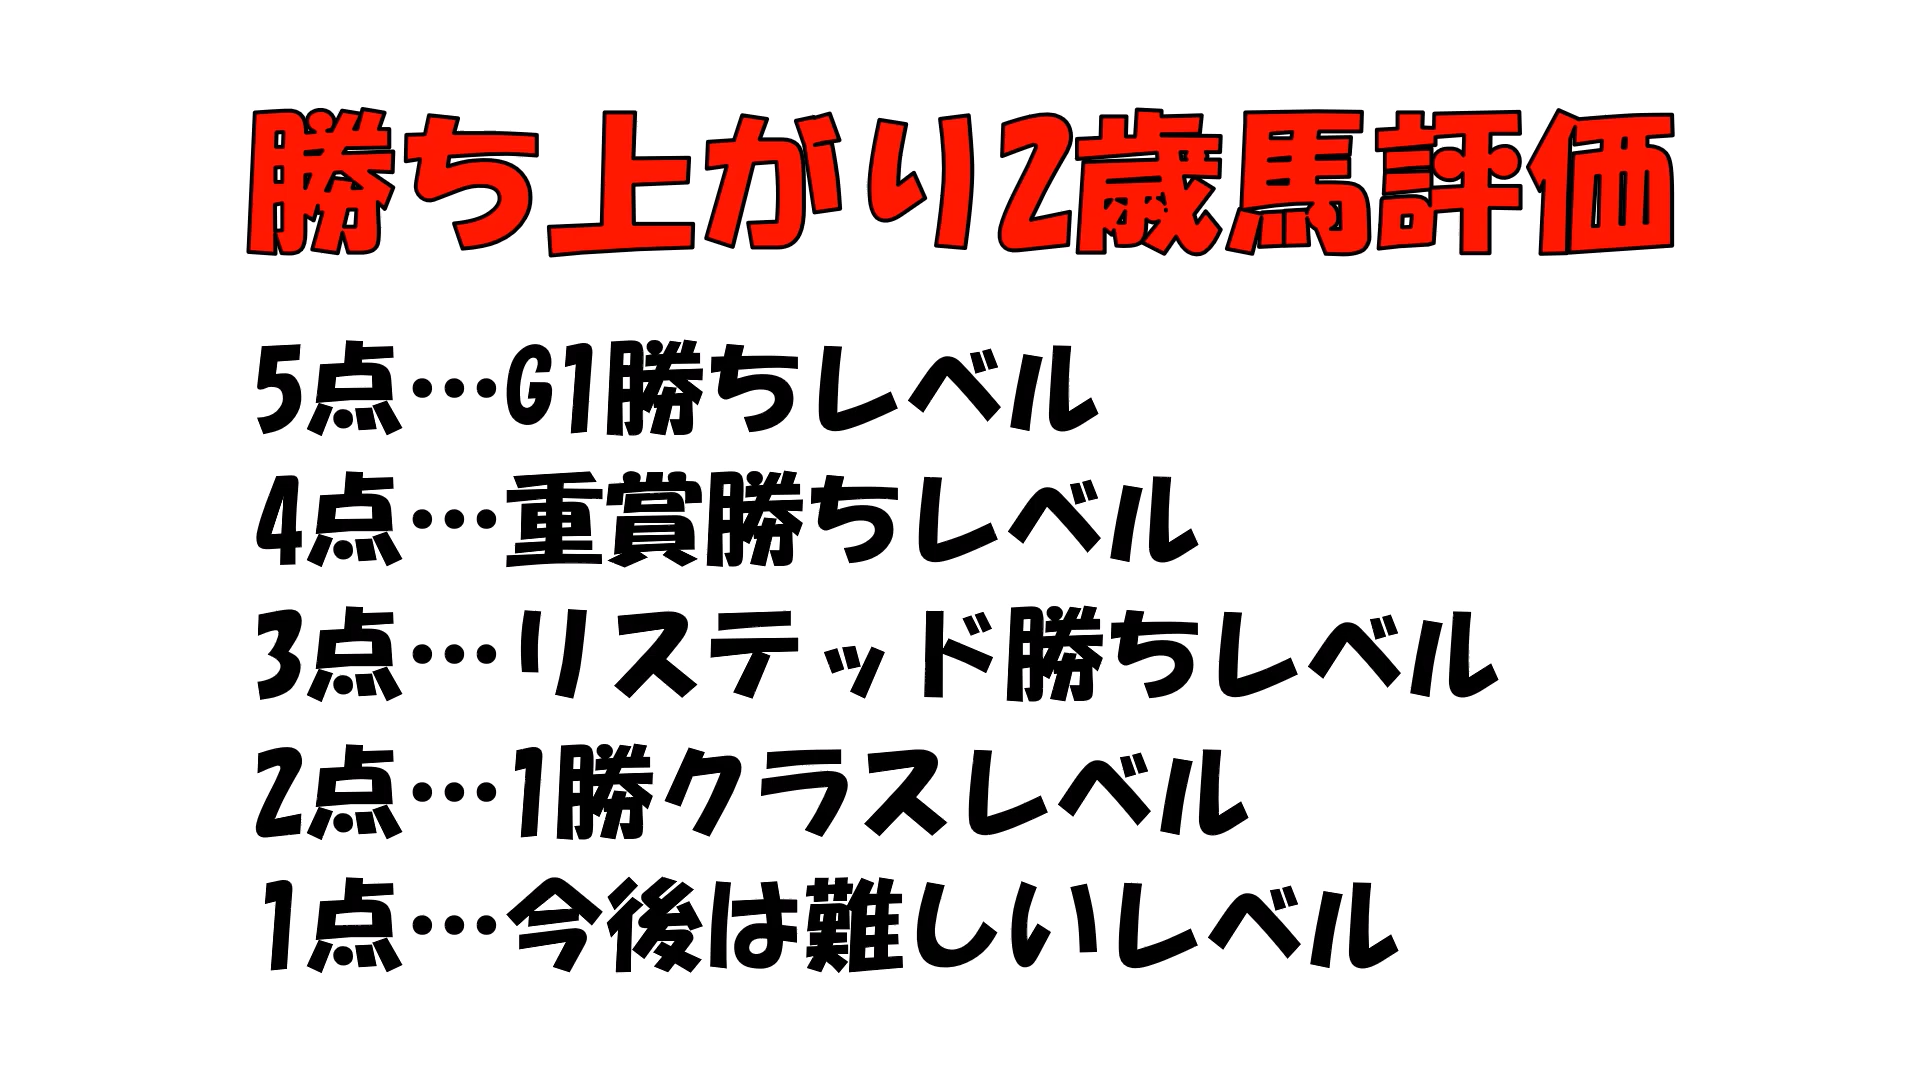 勝ち上がり2歳馬評価
5点…G1勝ちレベル
4点…重賞勝ちレベル
3点…リステッド勝ちレベル
2点…1勝クラスレベル
1点…今後は難しいレベル